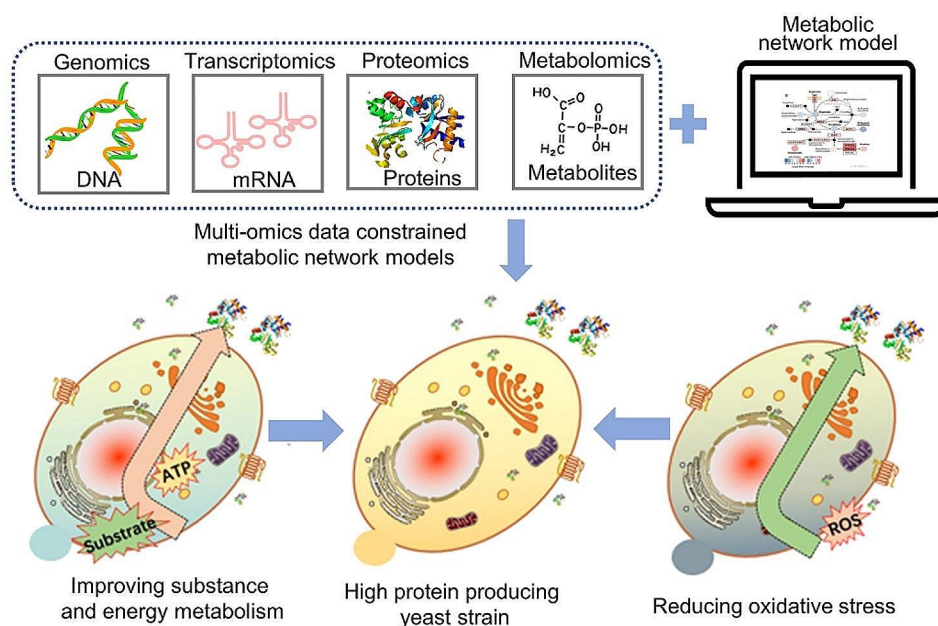 Metabolic
network model
Genomics
Transcriptomics
Proteomics
Metabolomics
DNA
mRNA
Proteins
HO
O
C
C
O
P
O
OH
OH
H₂C
Metabolites
Multi-omics data constrained
metabolic network models
ATP
Substrate
ROS
Improving substance
and energy metabolism
High protein producing
yeast strain
Reducing oxidative stress